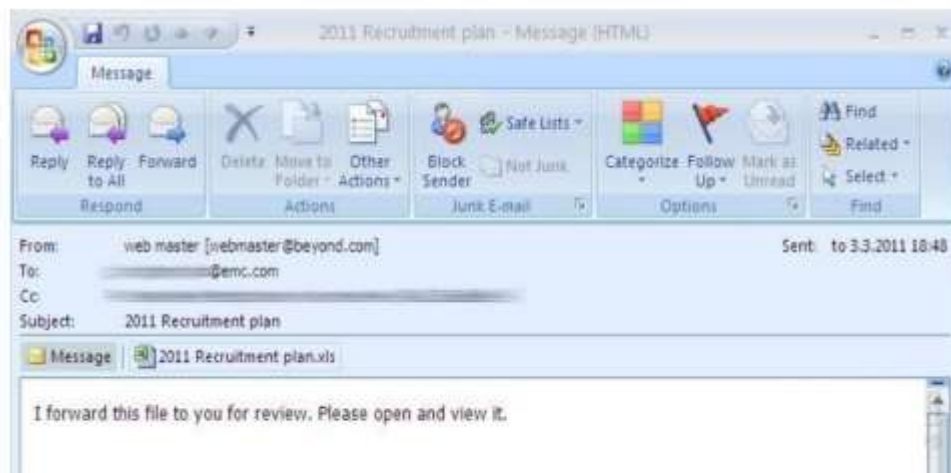 2011 Recruitment plan - Message (HTML)
Message
Reply Reply to All Forward
Respond
Delete Move to Folder Other Actions
Actions
Block Sender Safe Lists Not Junk
Junk E-mail
Categorize Follow Up Mark as Unread
Options
Find Related Select
Find
From: web master [webmaster@beyond.com] Sent: to 3.3.2011 18:48
To: @emc.com
Cc:
Subject: 2011 Recruitment plan
Message 2011 Recruitment plan.xls
I forward this file to you for review. Please open and view it.